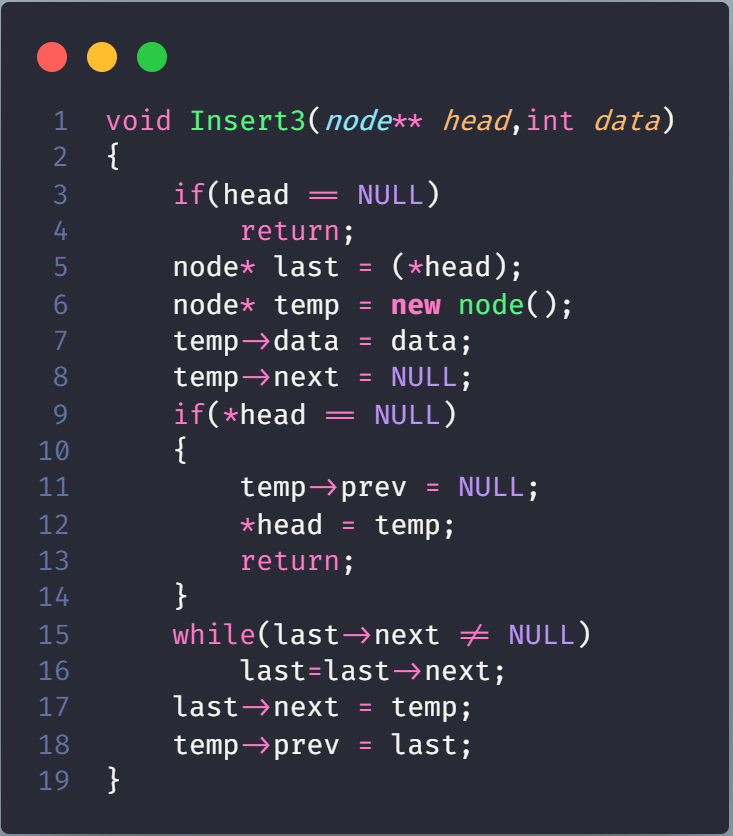 1 void Insert3(node** head,int data)
2 {
3     if(head == NULL)
4         return;
5     node* last = (*head);
6     node* temp = new node();
7     temp->data = data;
8     temp->next = NULL;
9     if(*head == NULL)
10     {
11         temp->prev = NULL;
12         *head = temp;
13         return;
14     }
15     while(last->next != NULL)
16         last=last->next;
17     last->next = temp;
18     temp->prev = last;
19 }